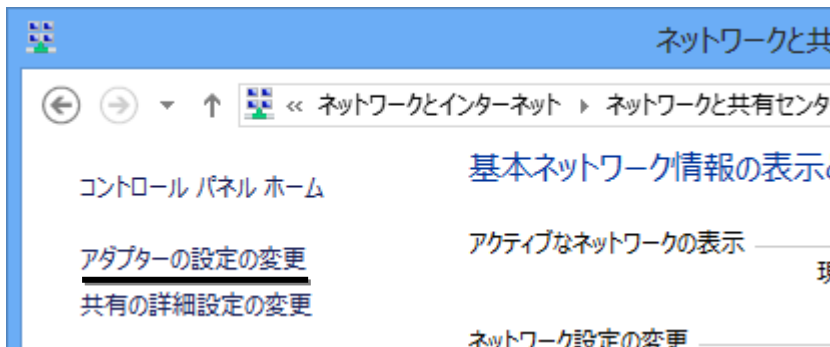 ネットワークと共
« ネットワークとインターネット ▸ ネットワークと共有センタ
基本ネットワーク情報の表示
コントロール パネル ホーム
アクティブなネットワークの表示
アダプターの設定の変更
現
共有の詳細設定の変更
ネットワーク設定の変更